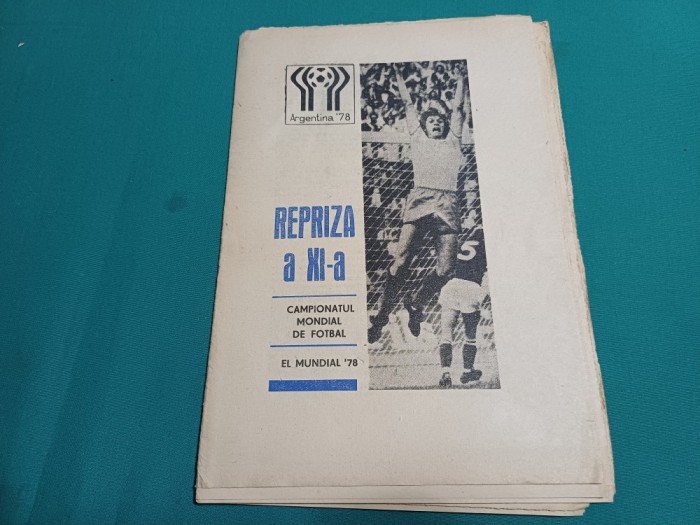 Argentina '78
REPRIZA
a XI-a
CAMPIONATUL
MONDIAL
DE FOTBAL
EL MUNDIAL '78
5